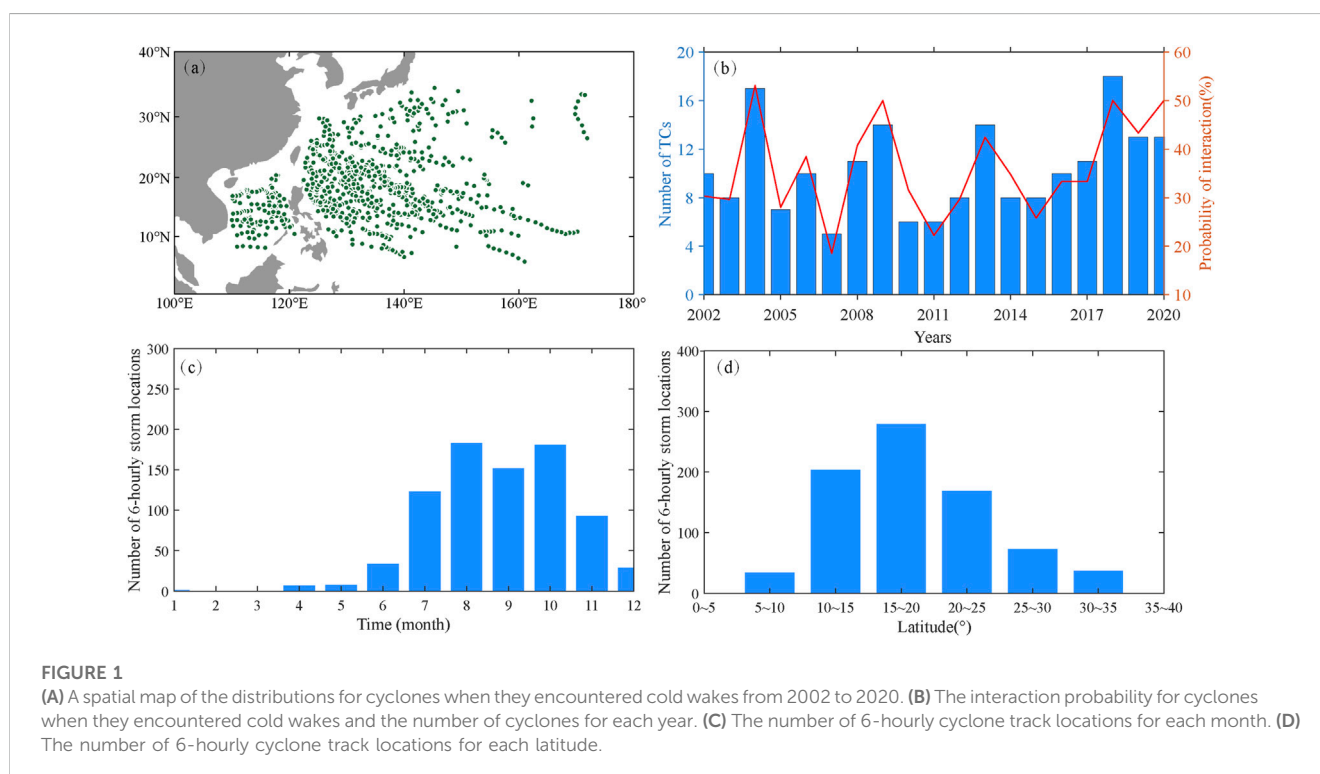 40°N
30°N
20°N
10°N
100°E
120°E
140°E
160°E
180°
(a)
20
16
12
8
4
0
Number of TCs
(b)
60
50
40
30
20
10
Probability of interaction(%)
2002
2005
2008
2011
2014
2017
2020
Years
300
250
200
150
100
50
0
Number of 6-hourly storm locations
(c)
1
2
3
4
5
6
7
8
9
10
11
12
Time (month)
400
300
200
100
0
Number of 6-hourly storm locations
(d)
0~5
5~10
10~15
15~20
20~25
25~30
30~35
35~40
Latitude(°)
FIGURE 1
(A) A spatial map of the distributions for cyclones when they encountered cold wakes from 2002 to 2020. (B) The interaction probability for cyclones
when they encountered cold wakes and the number of cyclones for each year. (C) The number of 6-hourly cyclone track locations for each month. (D)
The number of 6-hourly cyclone track locations for each latitude.